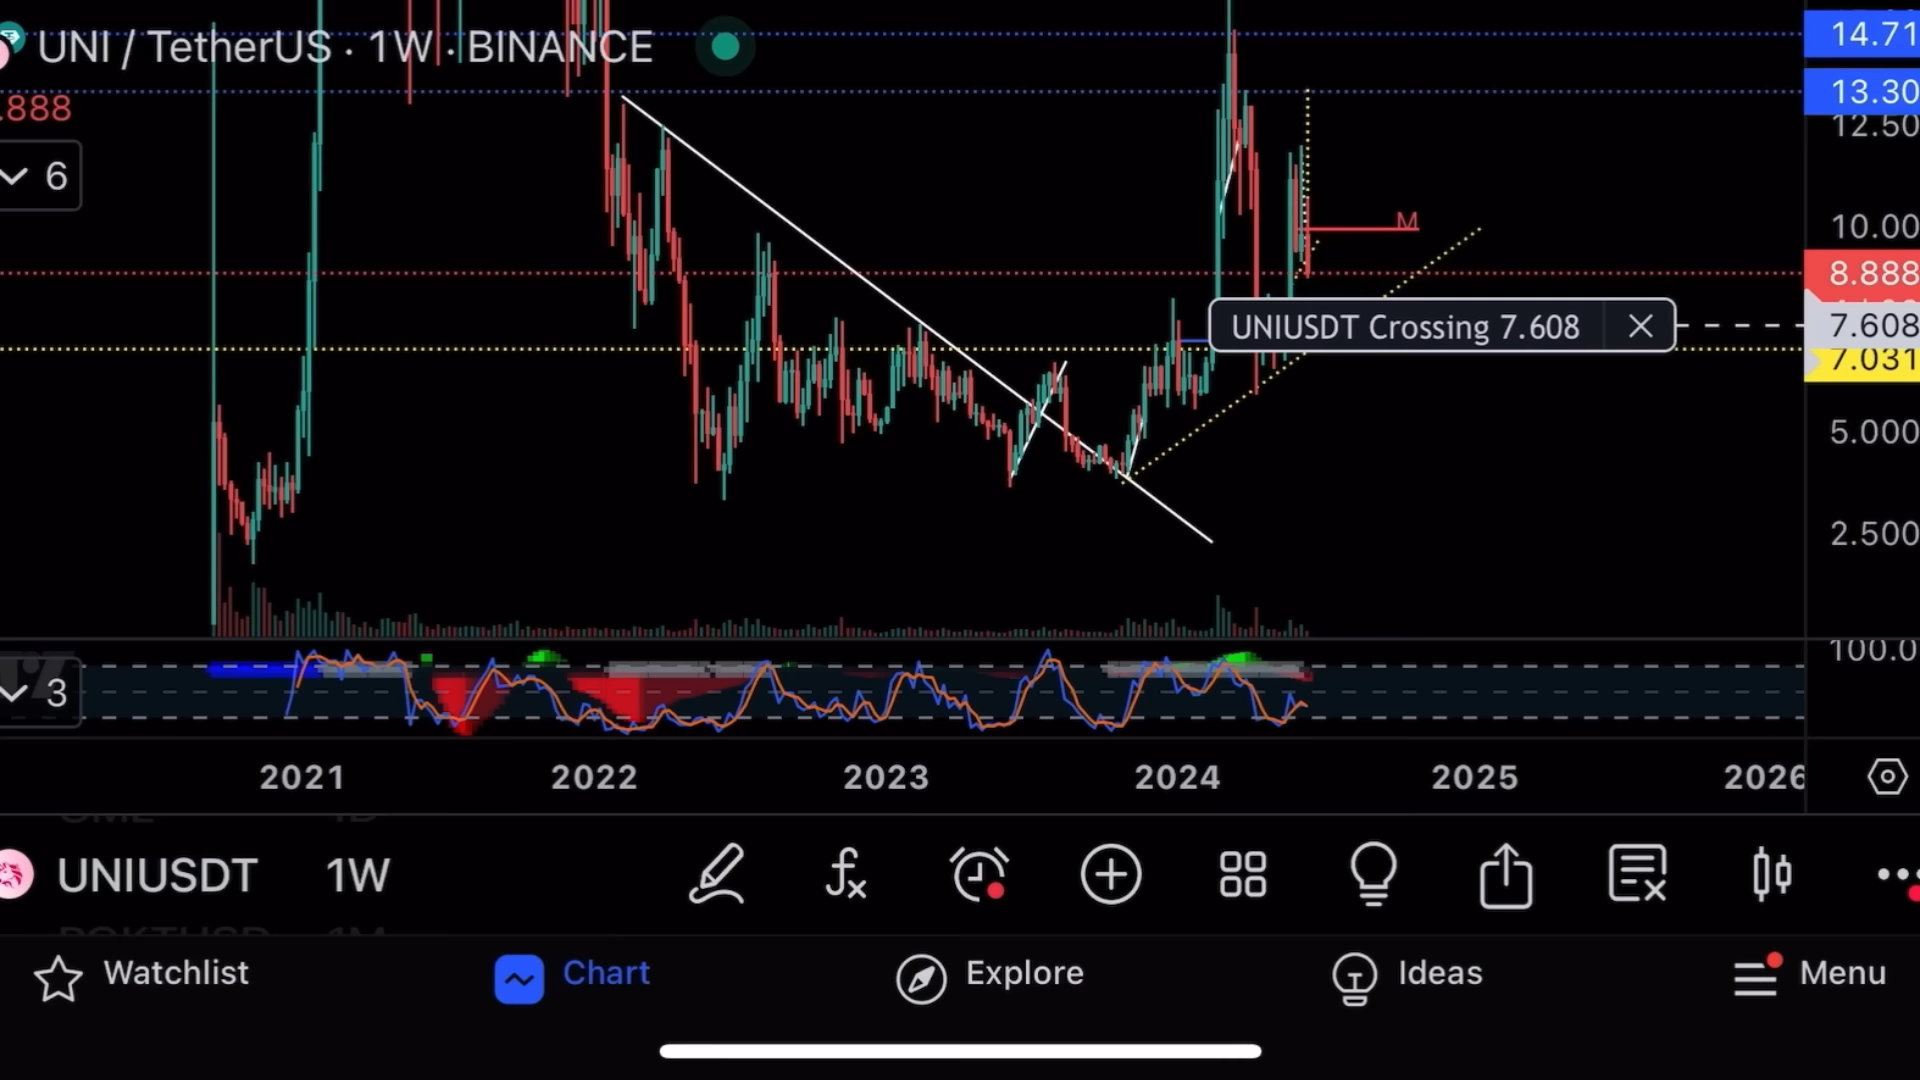 UNI / TetherUS · 1W · BINANCE
.888
6
14.71
13.30
12.50
10.00
M
8.888
UNIUSDT Crossing 7.608
7.608
7.031
5.000
2.500
100.0
3
2021 2022 2023 2024 2025 2026
UNIUSDT 1W
Watchlist Chart Explore Ideas Menu